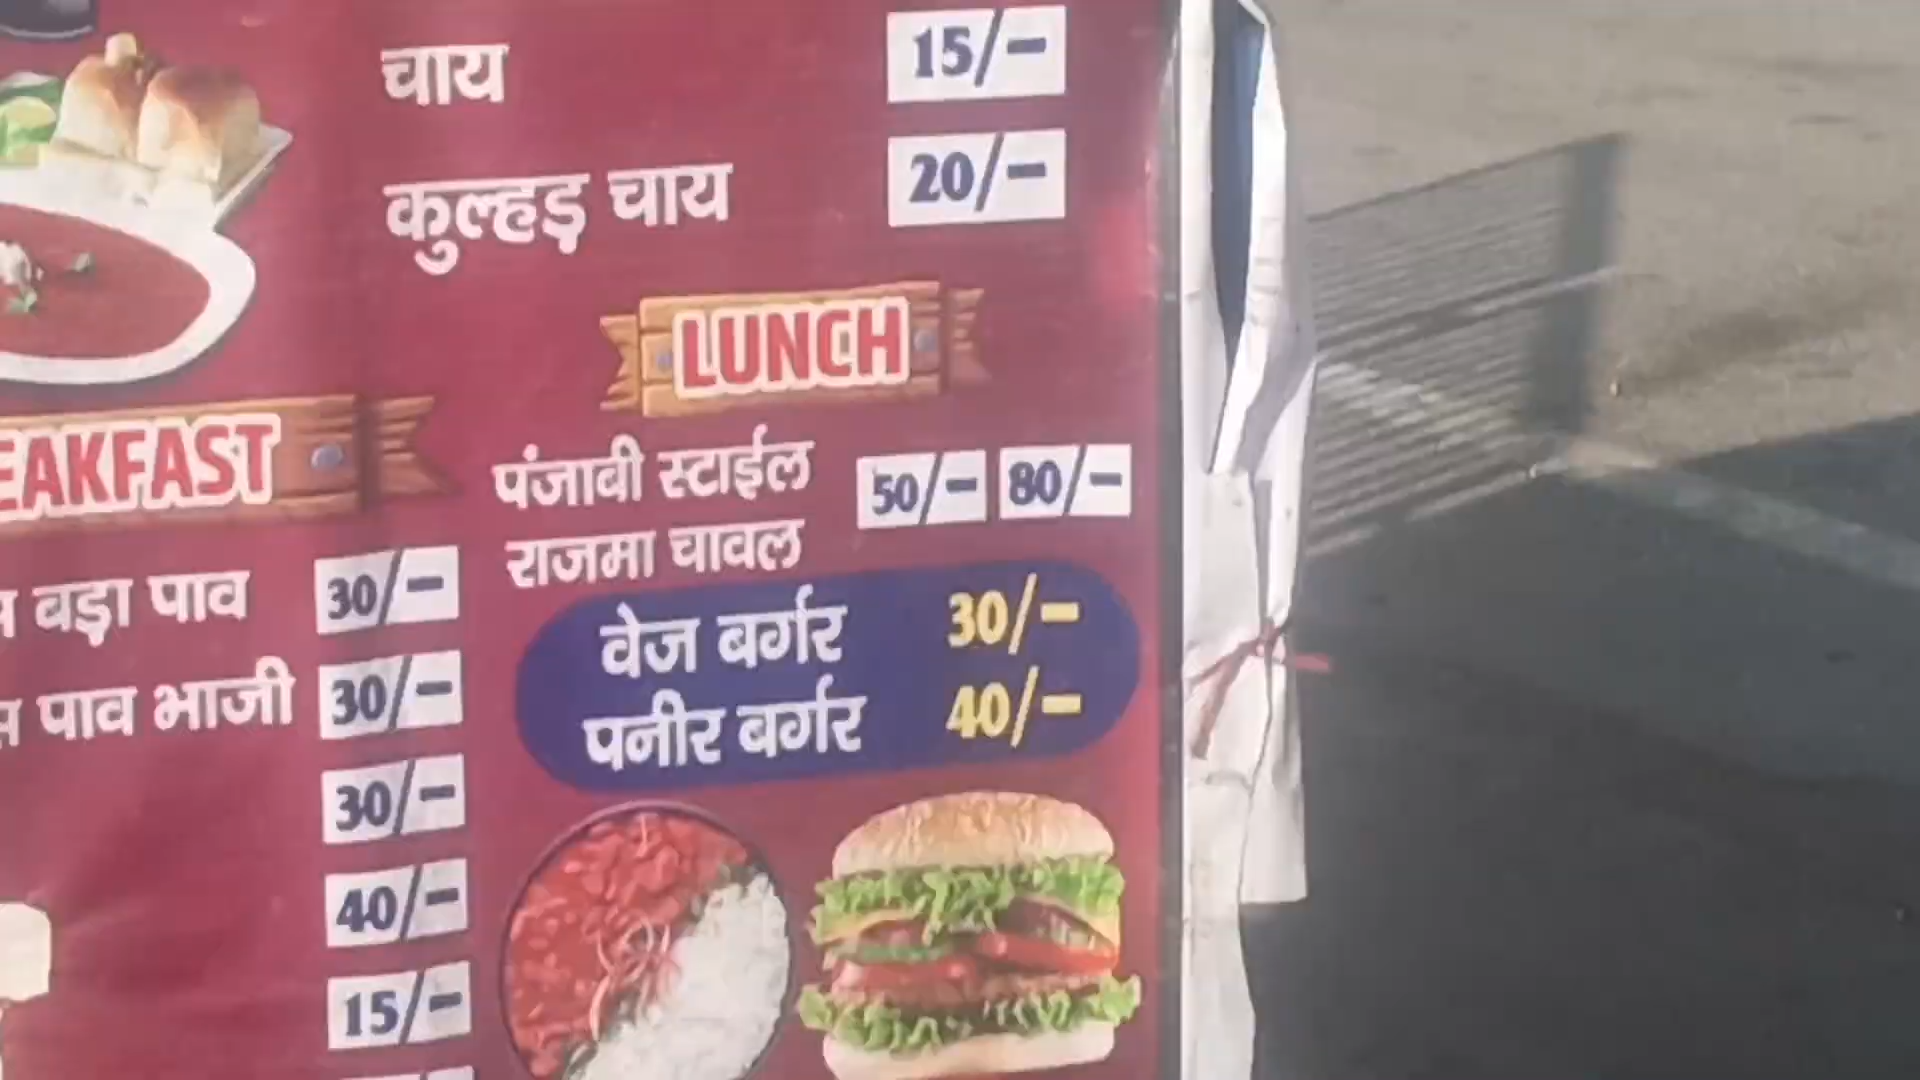 चाय 15/-
कुल्हड़ चाय 20/-
LUNCH
पंजाबी स्टाईल 50/- 80/-
राजमा चावल
वेज बर्गर 30/-
पनीर बर्गर 40/-
EAKFAST
वड़ा पाव 30/-
पाव भाजी 30/-
30/-
40/-
15/-